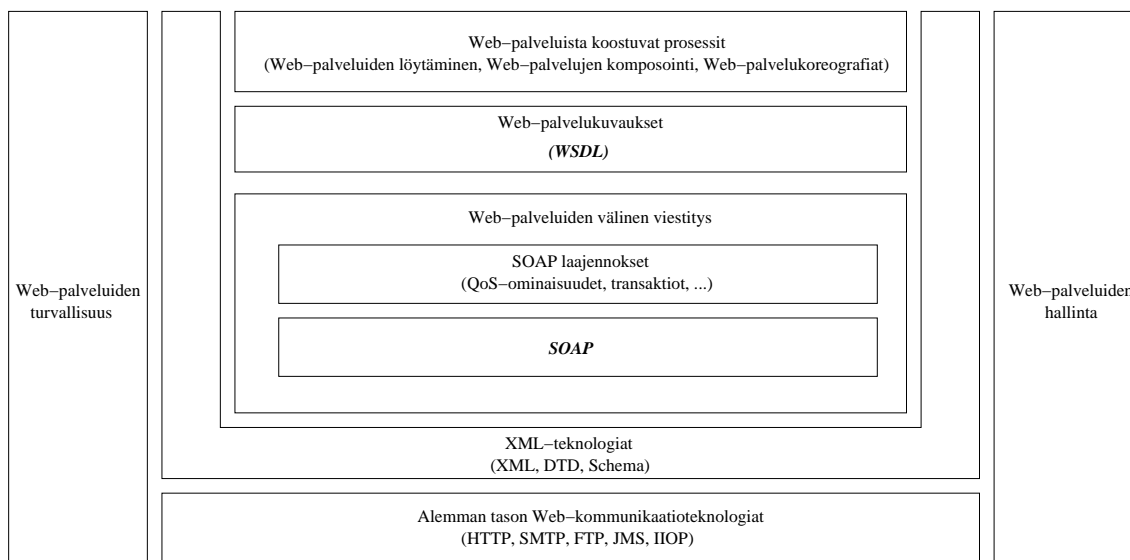 Web−palveluista koostuvat prosessit
(Web−palveluiden löytäminen, Web−palvelujen komposointi, Web−palvelukoreografiat)
Web−palvelukuvaukset
(WSDL)
Web−palveluiden välinen viestitys
SOAP laajennokset
(QoS−ominaisuudet, transaktiot, ...)
SOAP
Web−palveluiden
turvallisuus
Web−palveluiden
hallinta
XML−teknologiat
(XML, DTD, Schema)
Alemman tason Web−kommunikaatioteknologiat
(HTTP, SMTP, FTP, JMS, IIOP)